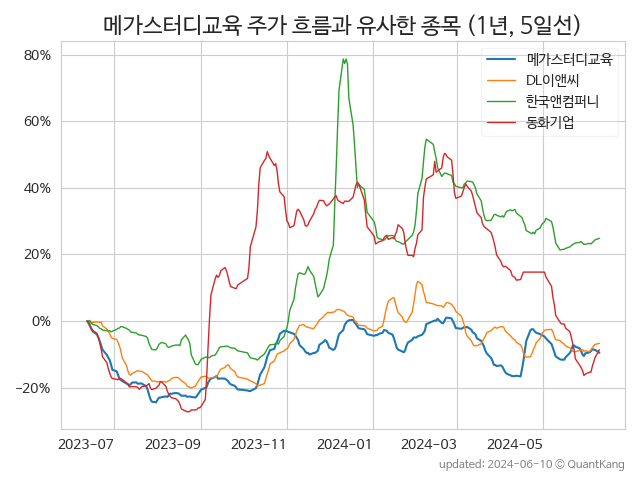 메가스터디교육 주가 흐름과 유사한 종목 (1년, 5일선)
메가스터디교육
DL이앤씨
한국앤컴퍼니
동화기업
80%
60%
40%
20%
0%
−20%
2023-07 2023-09 2023-11 2024-01 2024-03 2024-05
updated: 2024-06-10 © QuantKang